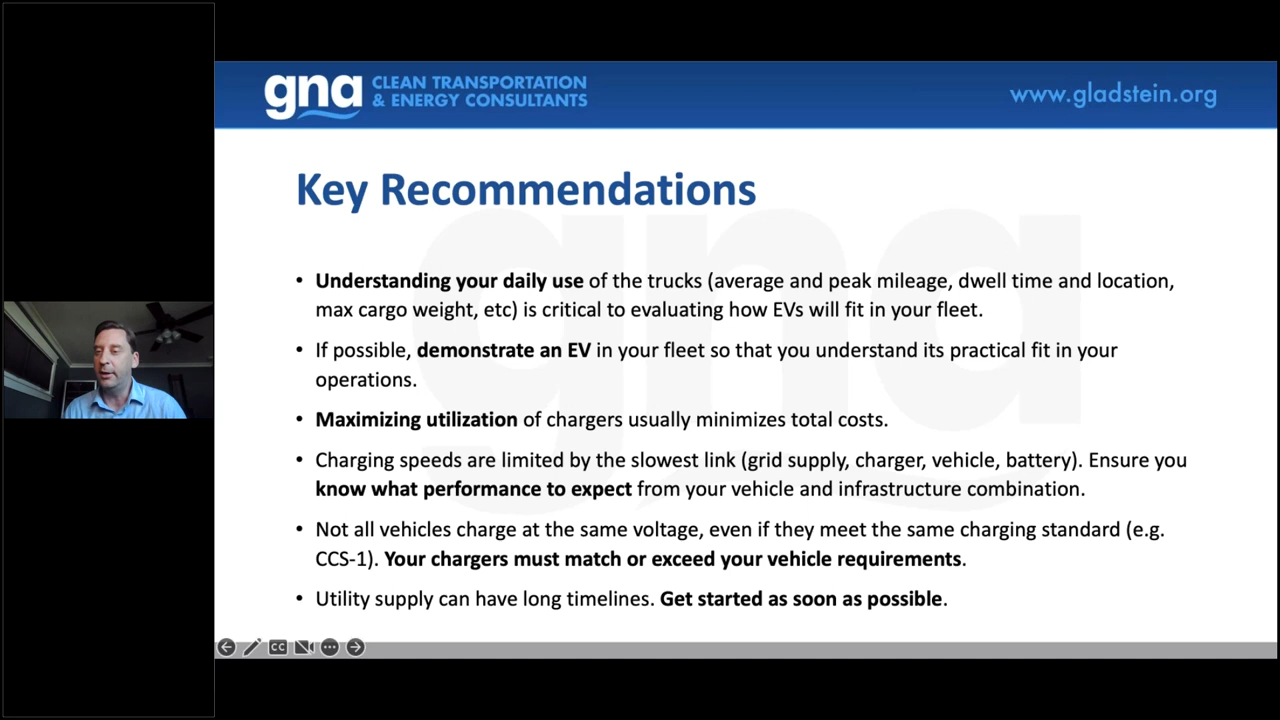 gna CLEAN TRANSPORTATION
& ENERGY CONSULTANTS
www.gladstein.org
Key Recommendations
• Understanding your daily use of the trucks (average and peak mileage, dwell time and location,
max cargo weight, etc) is critical to evaluating how EVs will fit in your fleet.
• If possible, demonstrate an EV in your fleet so that you understand its practical fit in your
operations.
• Maximizing utilization of chargers usually minimizes total costs.
• Charging speeds are limited by the slowest link (grid supply, charger, vehicle, battery). Ensure you
know what performance to expect from your vehicle and infrastructure combination.
• Not all vehicles charge at the same voltage, even if they meet the same charging standard (e.g.
CCS-1). Your chargers must match or exceed your vehicle requirements.
• Utility supply can have long timelines. Get started as soon as possible.
gna
CC